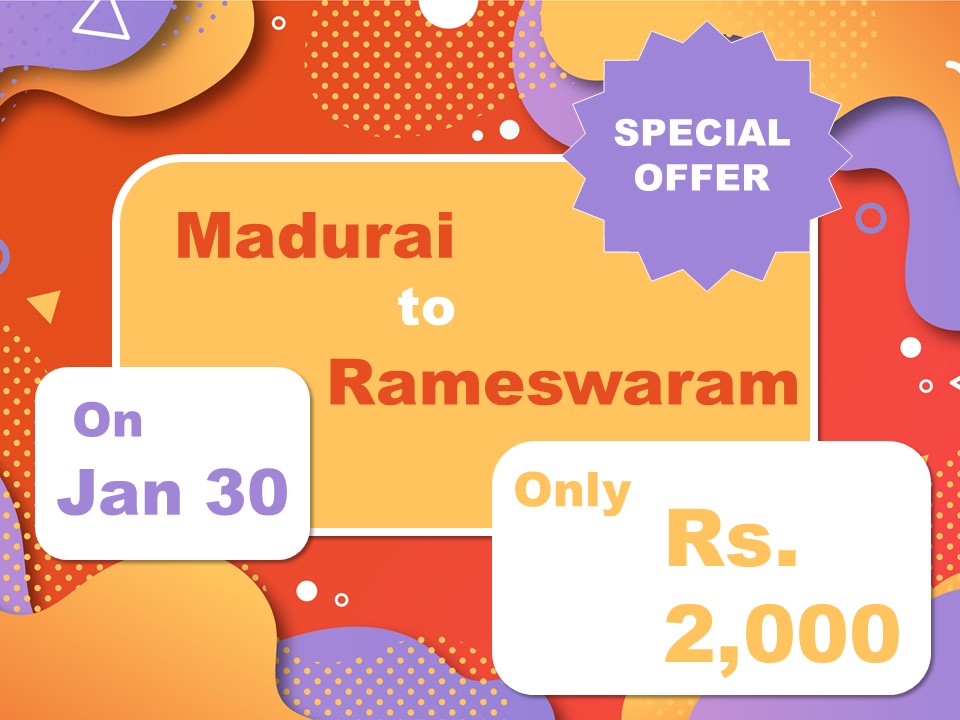 SPECIAL
OFFER
Madurai
to
Rameswaram
On
Jan 30
Only
Rs.
2,000